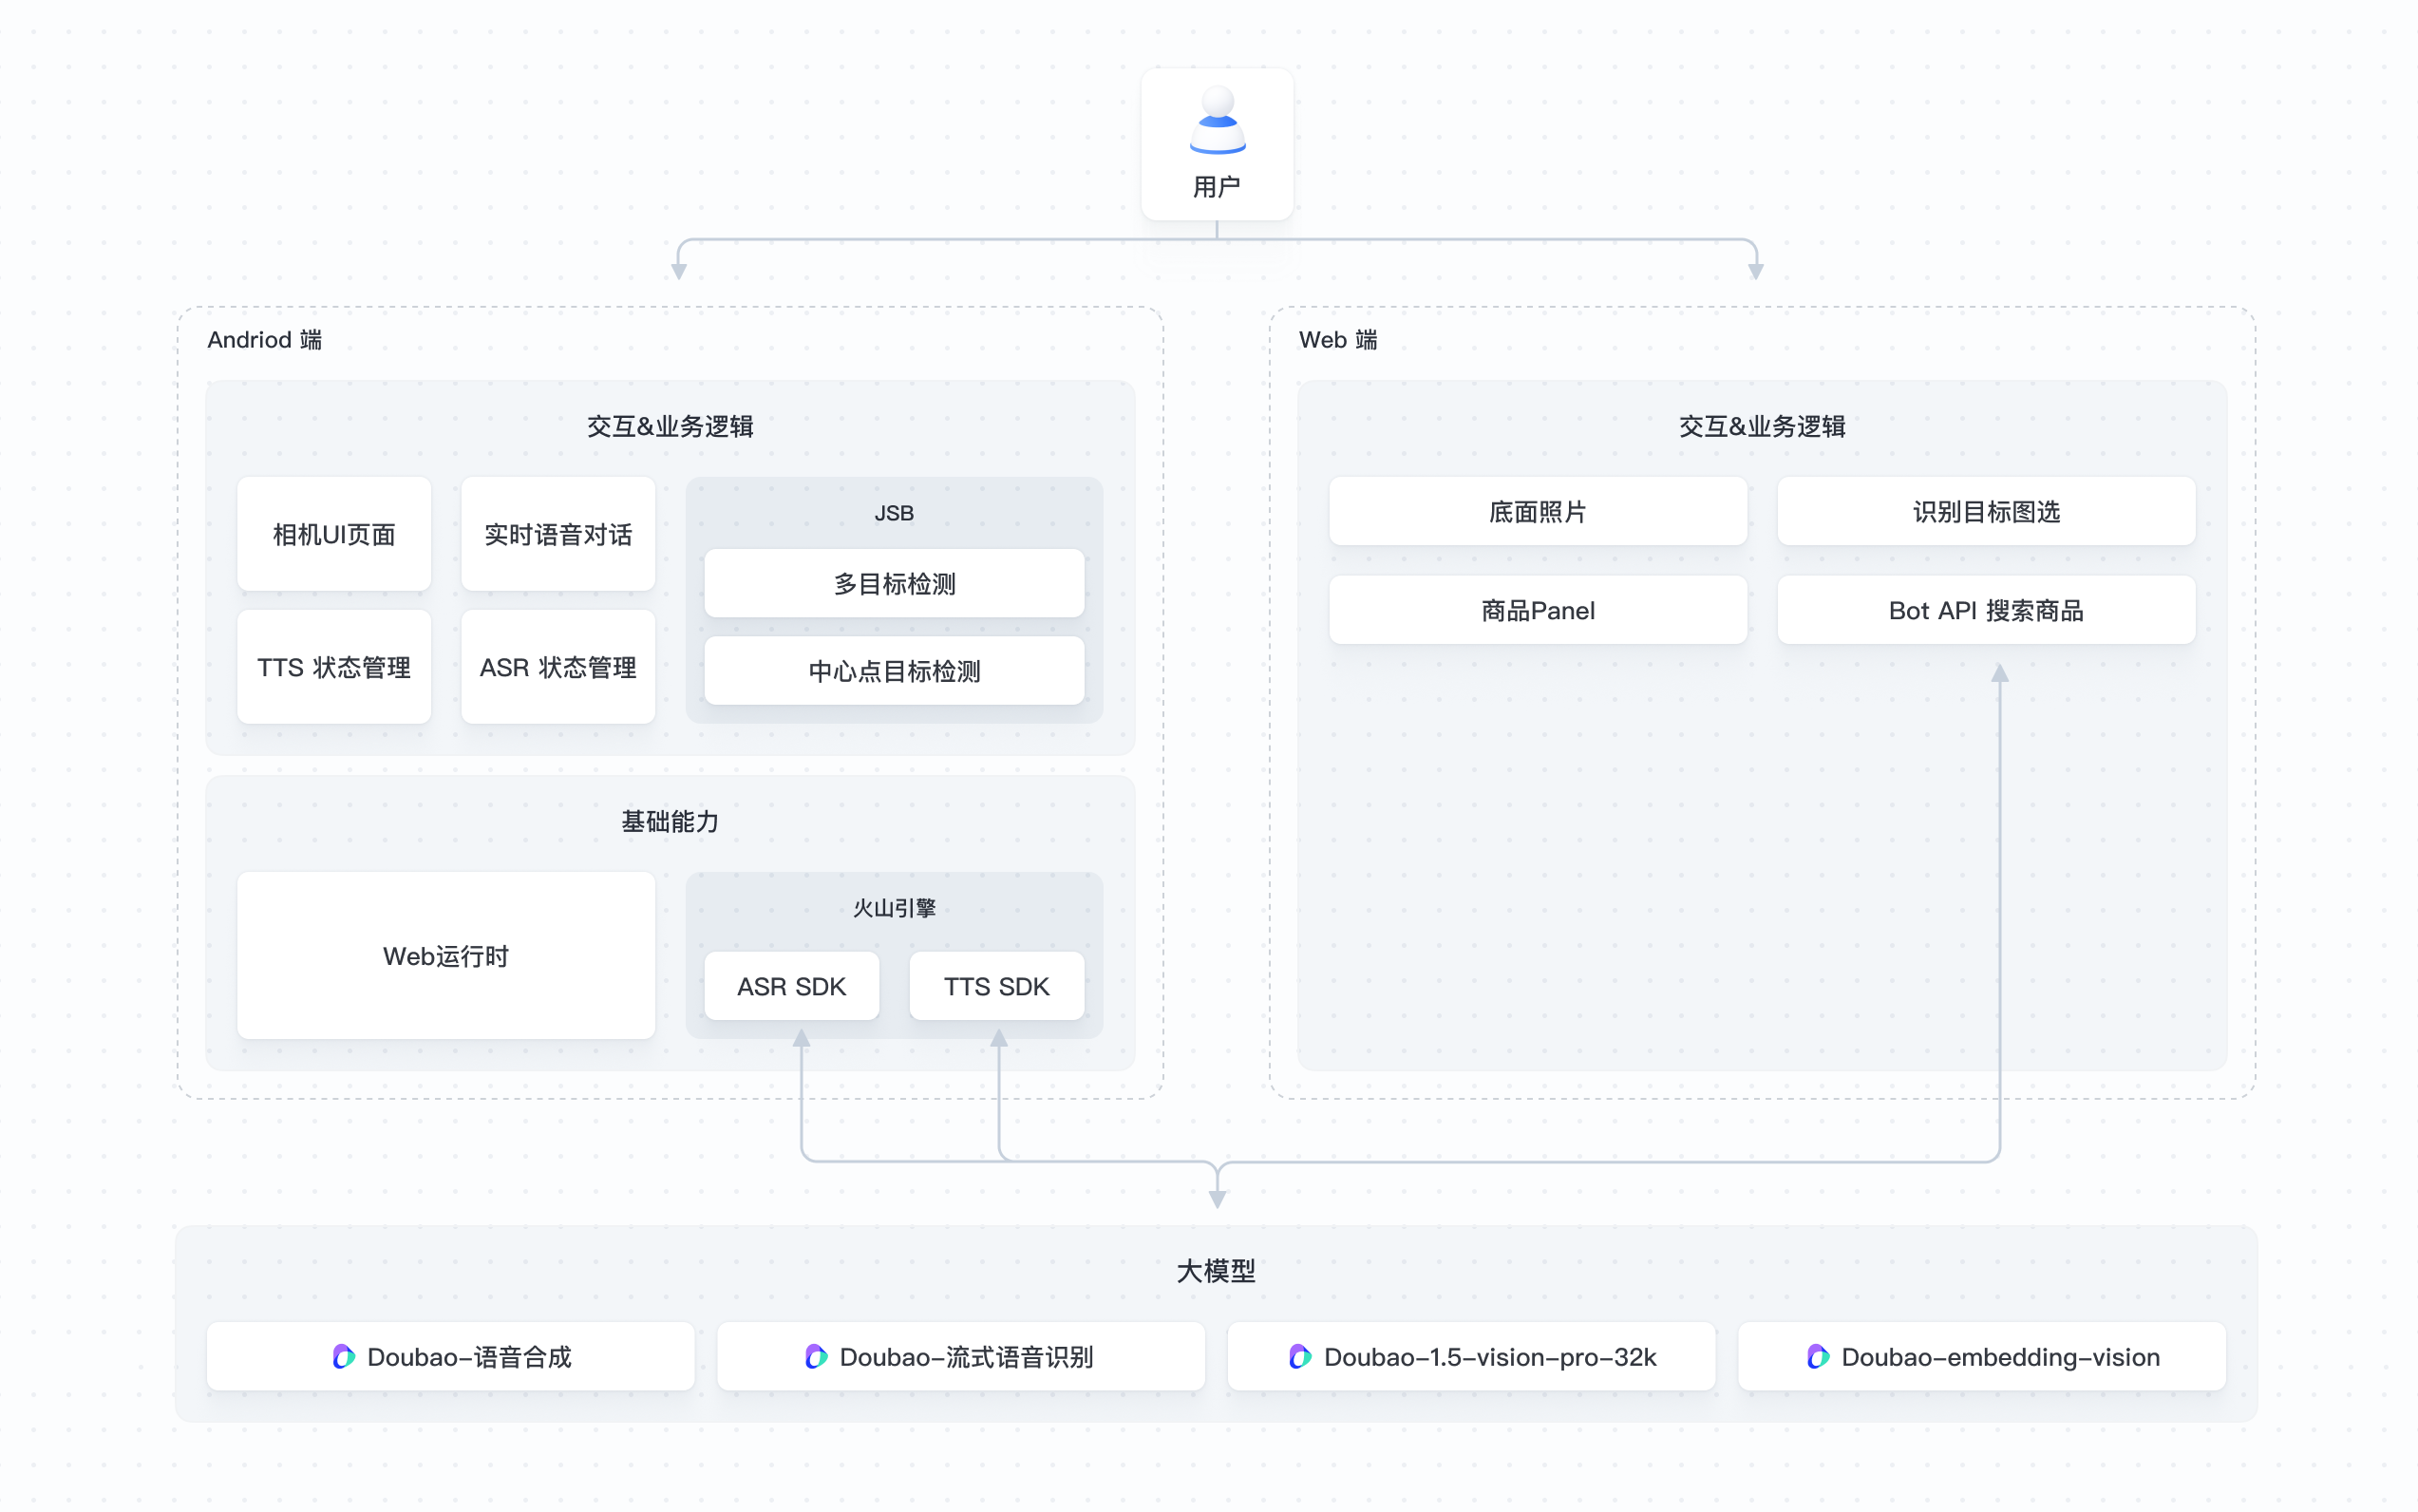 用户
Andriod 端
交互&业务逻辑
相机UI页面
实时语音对话
TTS 状态管理
ASR 状态管理
JSB
多目标检测
中心点目标检测
基础能力
Web运行时
火山引擎
ASR SDK
TTS SDK
Web 端
交互&业务逻辑
底面照片
识别目标图选
商品Panel
Bot API 搜索商品
大模型
Doubao-语音合成
Doubao-流式语音识别
Doubao-1.5-vision-pro-32k
Doubao-embedding-vision